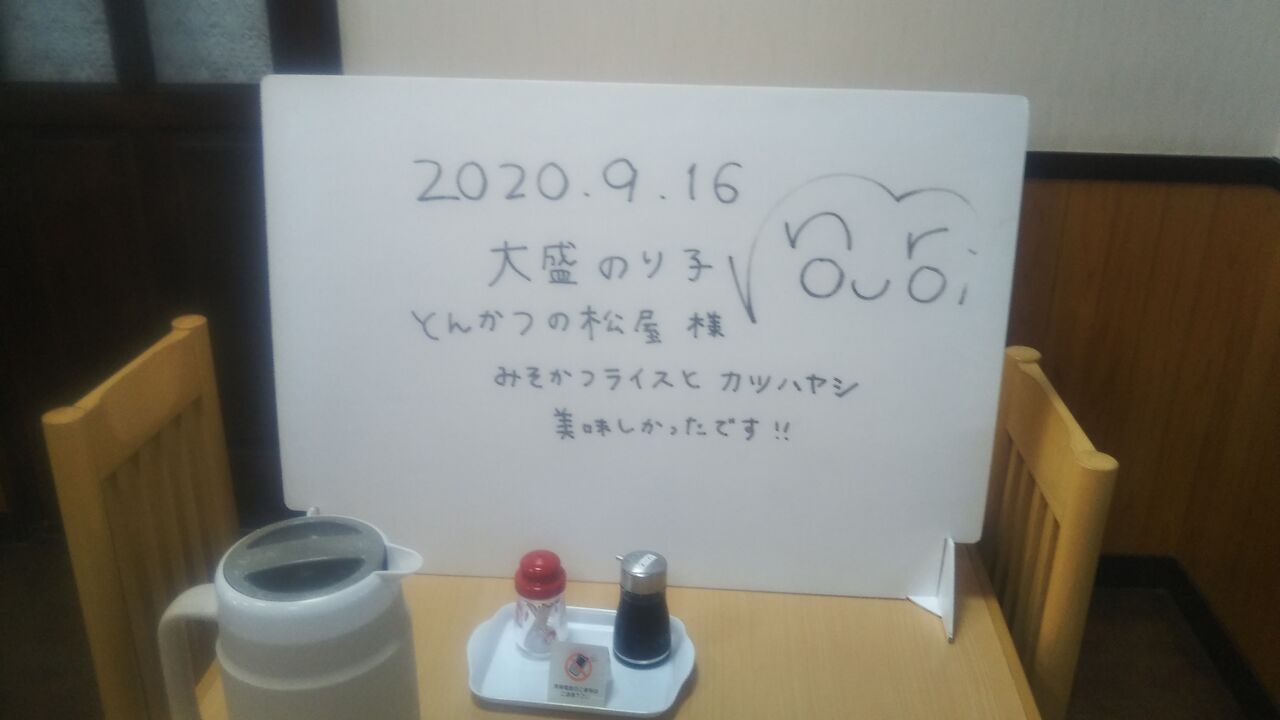 2020.9.16
大盛のり子
nori
とんかつの松屋 様
みそかつライスと カツハヤシ
美味しかったです!!